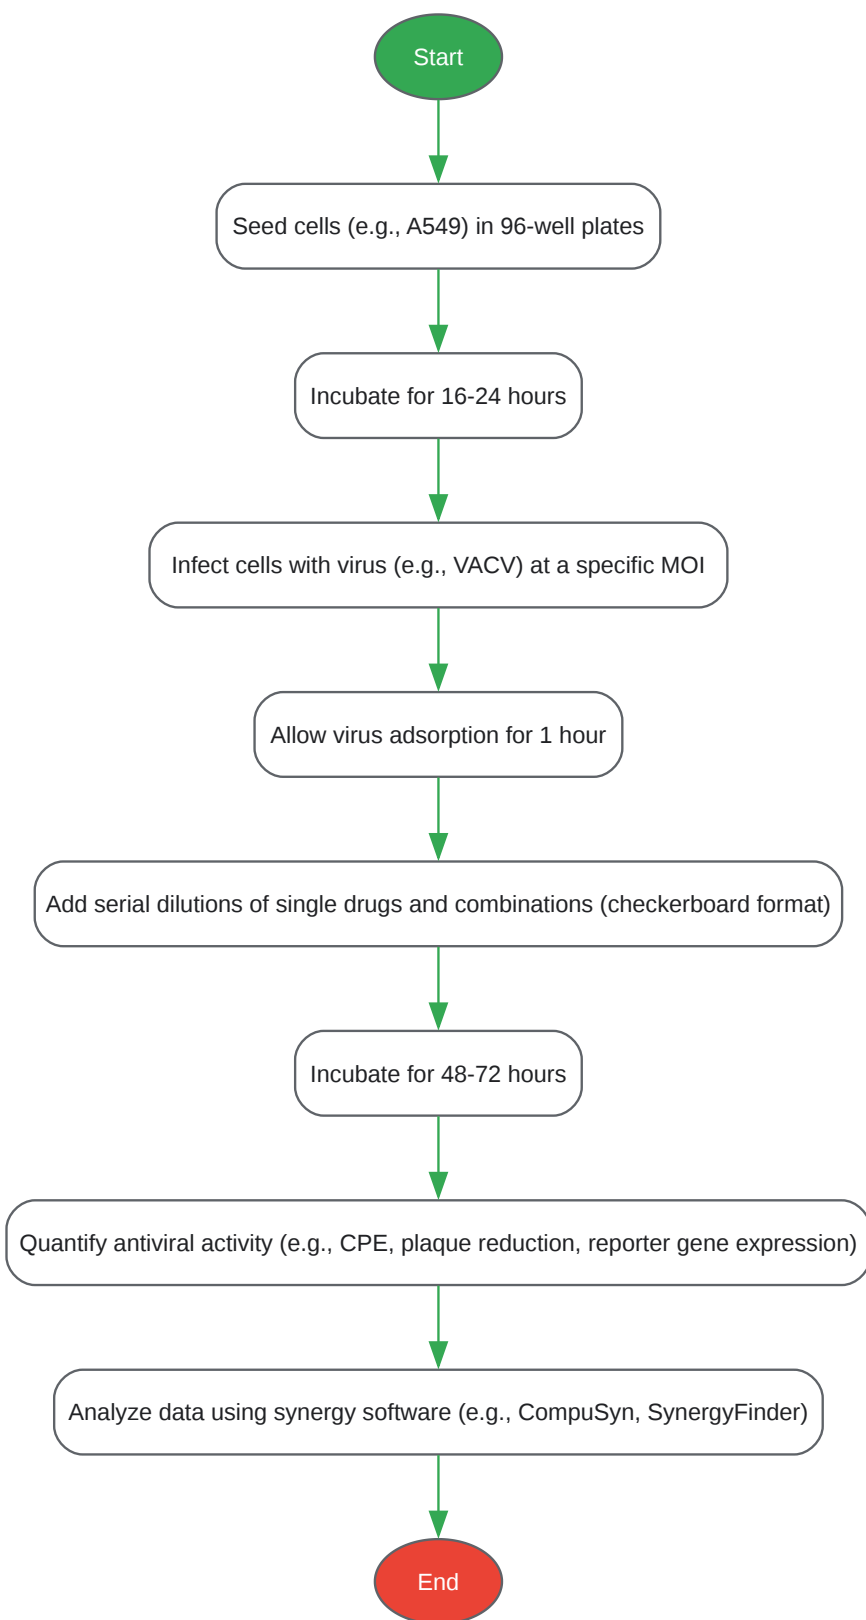 Start
Seed cells (e.g., A549) in 96-well plates
Incubate for 16-24 hours
Infect cells with virus (e.g., VACV) at a specific MOI
Allow virus adsorption for 1 hour
Add serial dilutions of single drugs and combinations (checkerboard format)
Incubate for 48-72 hours
Quantify antiviral activity (e.g., CPE, plaque reduction, reporter gene expression)
Analyze data using synergy software (e.g., CompuSyn, SynergyFinder)
End